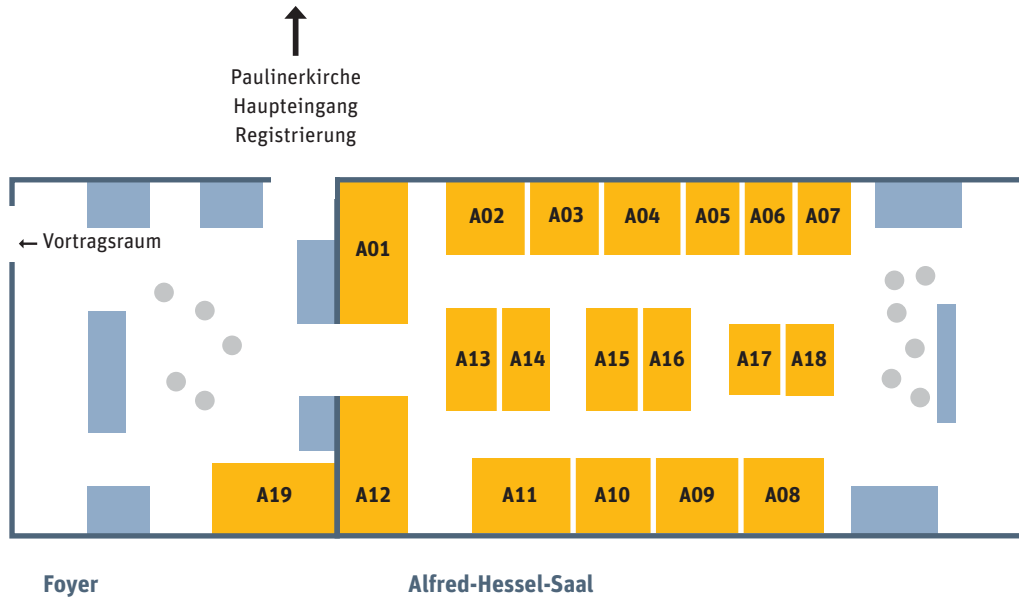 Paulinerkirche
Haupteingang
Registrierung
← Vortragsraum
A01
A02
A03
A04
A05
A06
A07
A13
A14
A15
A16
A17
A18
A19
A12
A11
A10
A09
A08
Foyer
Alfred-Hessel-Saal